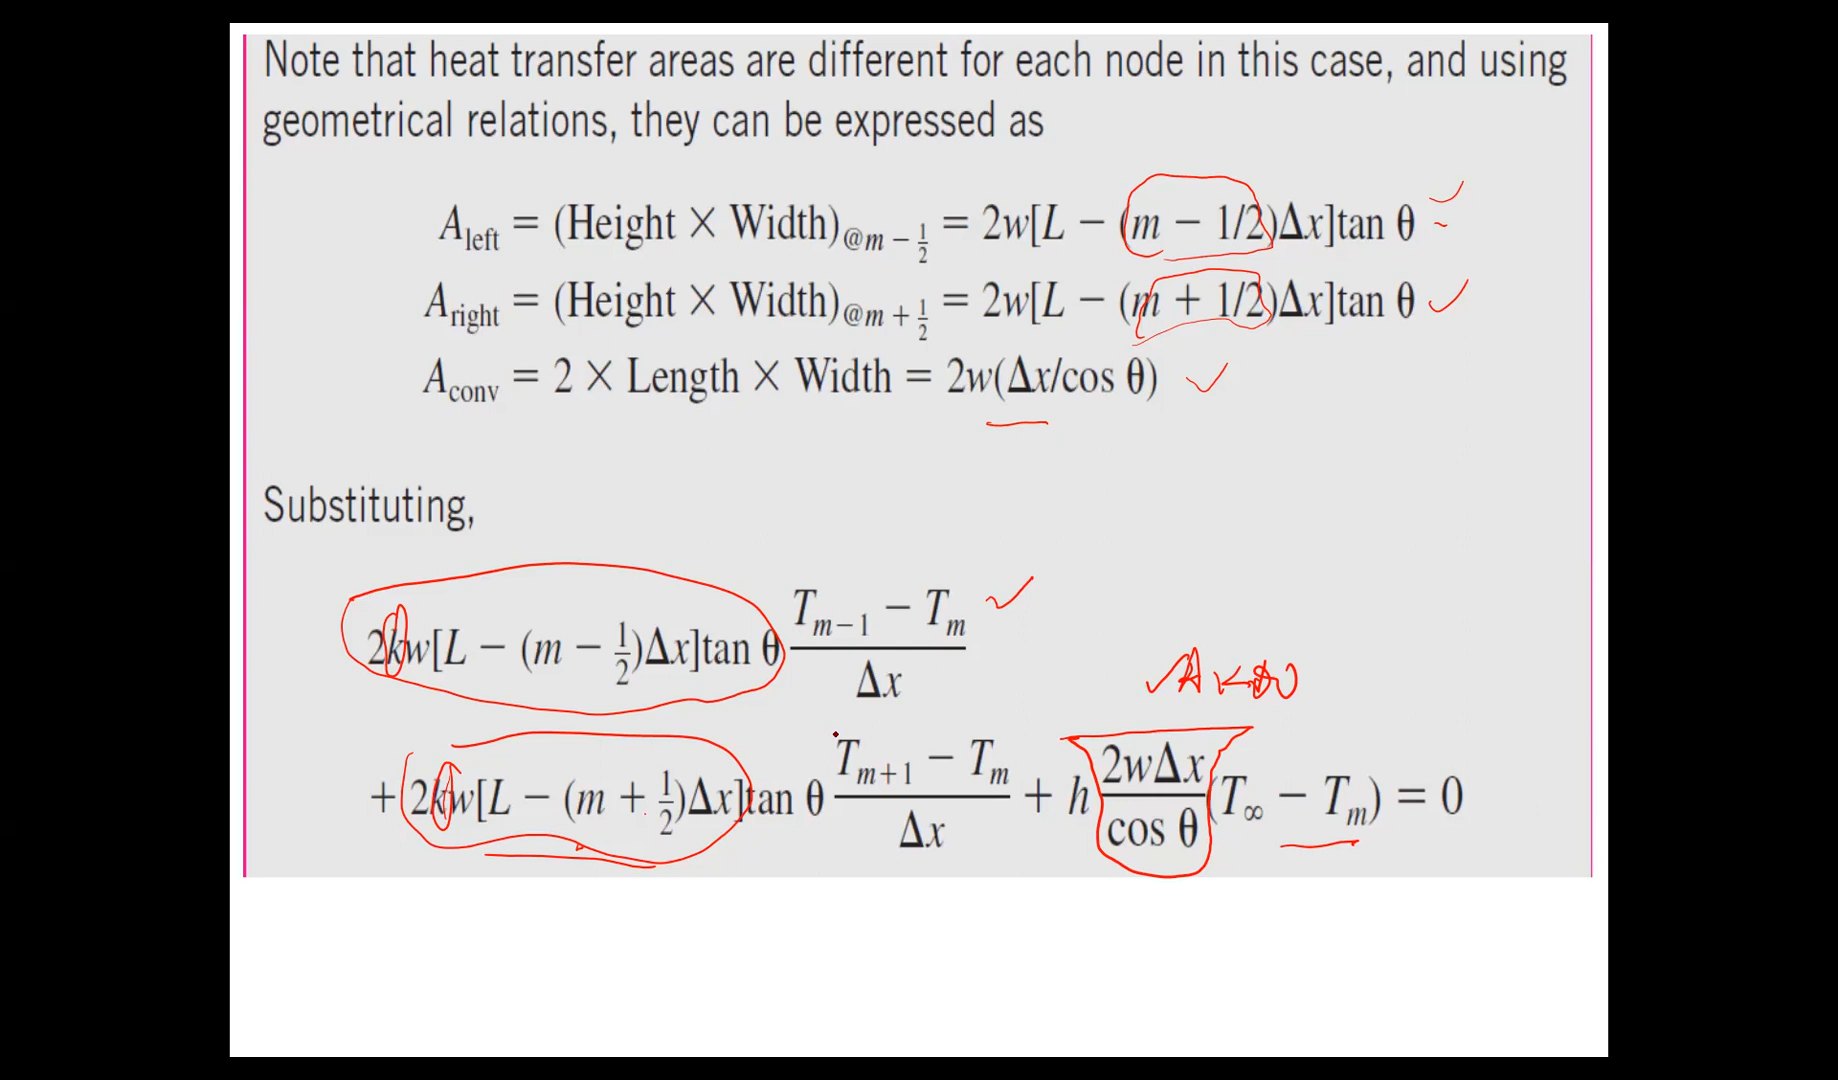 Note that heat transfer areas are different for each node in this case, and using
geometrical relations, they can be expressed as
A_left = (Height × Width)_@m − 1/2 = 2w[L − (m − 1/2)Δx]tan θ
A_right = (Height × Width)_@m + 1/2 = 2w[L − (m + 1/2)Δx]tan θ
A_conv = 2 × Length × Width = 2w(Δx/cos θ)
Substituting,
2kw[L − (m − 1/2)Δx]tan θ (T_m−1 − T_m)/Δx
+ 2kw[L − (m + 1/2)Δx]tan θ (T_m+1 − T_m)/Δx + h (2wΔx/cos θ)(T_∞ − T_m) = 0